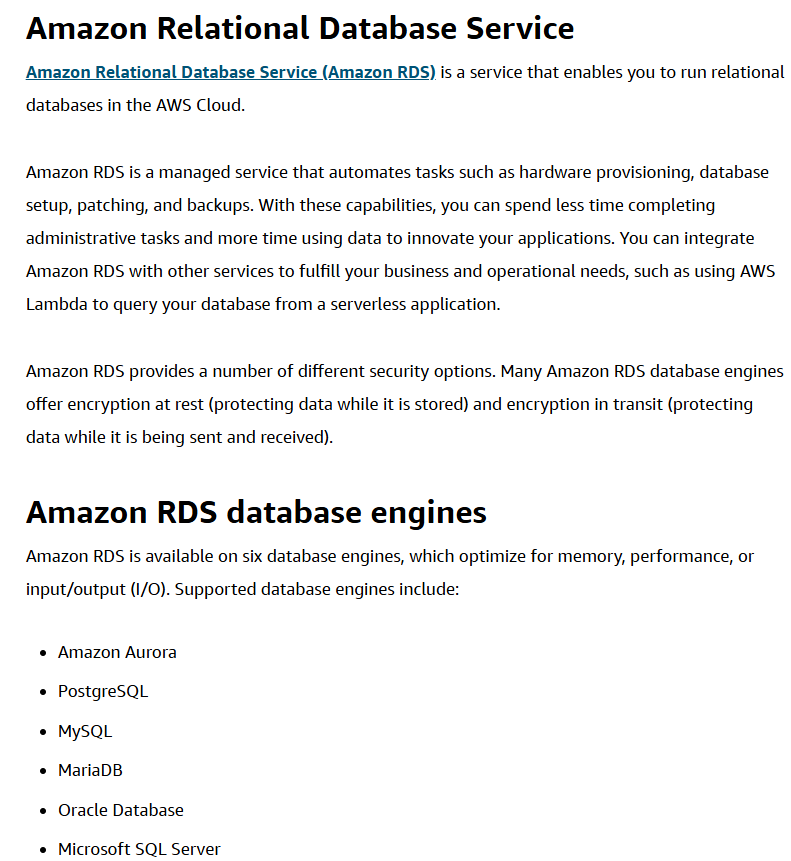 Amazon Relational Database Service
Amazon Relational Database Service (Amazon RDS) is a service that enables you to run relational
databases in the AWS Cloud.
Amazon RDS is a managed service that automates tasks such as hardware provisioning, database
setup, patching, and backups. With these capabilities, you can spend less time completing
administrative tasks and more time using data to innovate your applications. You can integrate
Amazon RDS with other services to fulfill your business and operational needs, such as using AWS
Lambda to query your database from a serverless application.
Amazon RDS provides a number of different security options. Many Amazon RDS database engines
offer encryption at rest (protecting data while it is stored) and encryption in transit (protecting
data while it is being sent and received).
Amazon RDS database engines
Amazon RDS is available on six database engines, which optimize for memory, performance, or
input/output (I/O). Supported database engines include:
• Amazon Aurora
• PostgreSQL
• MySQL
• MariaDB
• Oracle Database
• Microsoft SQL Server